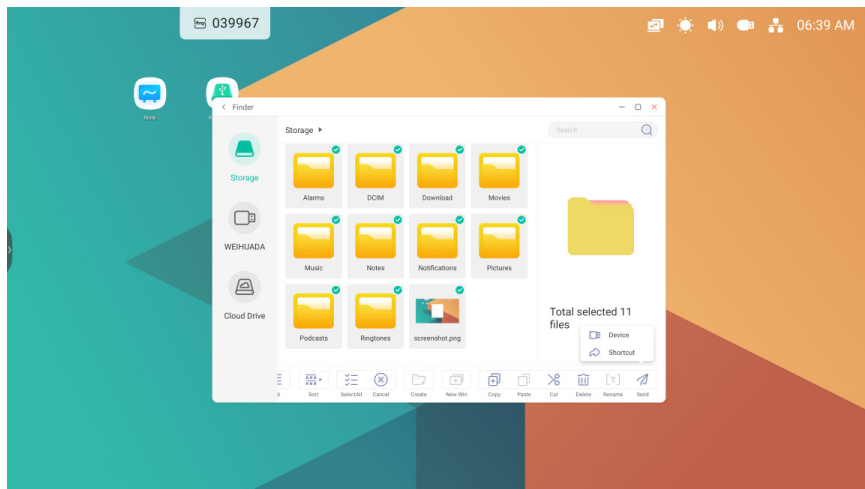 039967
06:39 AM
Note
Finder
Storage
Search
Storage
WEIHUADA
Cloud Drive
Alarms
DCIM
Download
Movies
Music
Notes
Notifications
Pictures
Podcasts
Ringtones
screenshot.png
Total selected 11
files
Device
Shortcut
Sort
SelectAll
Cancel
Create
New Win
Copy
Paste
Cut
Delete
Rename
Send